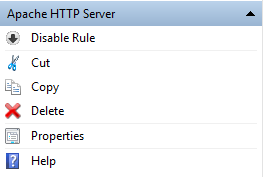 Apache HTTP Server
Disable Rule
Cut
Copy
Delete
Properties
Help